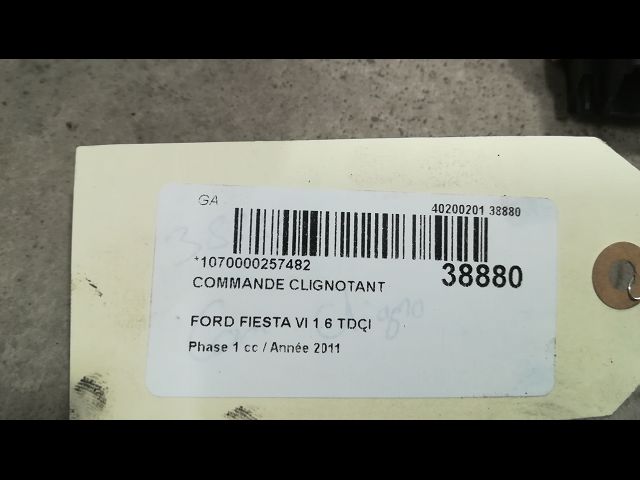 GA
40200201 38880
*1070000257482
38880
COMMANDE CLIGNOTANT
FORD FIESTA VI 1 6 TDCI
Phase 1 cc / Année 2011